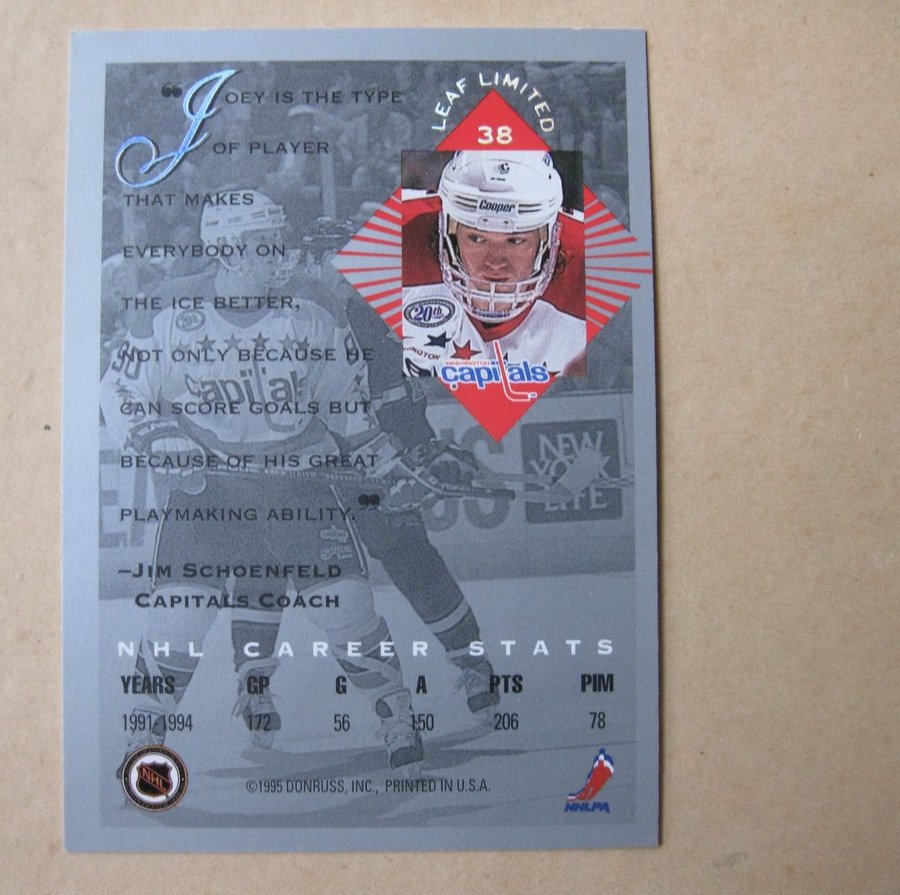 LEAF LIMITED
38
Cooper
20th
WASHINGTON
capitals
"JOEY IS THE TYPE
OF PLAYER
THAT MAKES
EVERYBODY ON
THE ICE BETTER,
NOT ONLY BECAUSE HE
CAN SCORE GOALS BUT
BECAUSE OF HIS GREAT
PLAYMAKING ABILITY."
–JIM SCHOENFELD
CAPITALS COACH
90
capitals
NEW
YORK
LIFE
NHL CAREER STATS
YEARS GP G A PTS PIM
1991-1994 172 56 150 206 78
NHL
©1995 DONRUSS, INC., PRINTED IN U.S.A.
NHLPA